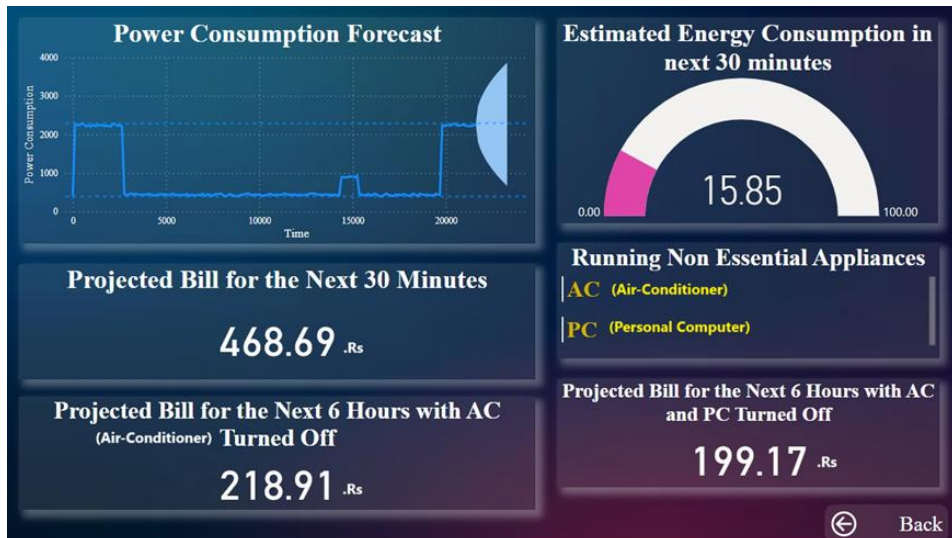 Power Consumption Forecast
4000
3000
2000
1000
0
Power Consumption
0 5000 10000 15000 20000
Time
Estimated Energy Consumption in
next 30 minutes
15.85
0.00 100.00
Projected Bill for the Next 30 Minutes
468.69 .Rs
Running Non Essential Appliances
AC (Air-Conditioner)
PC (Personal Computer)
Projected Bill for the Next 6 Hours with AC
(Air-Conditioner) Turned Off
218.91 .Rs
Projected Bill for the Next 6 Hours with AC
and PC Turned Off
199.17 .Rs
Back